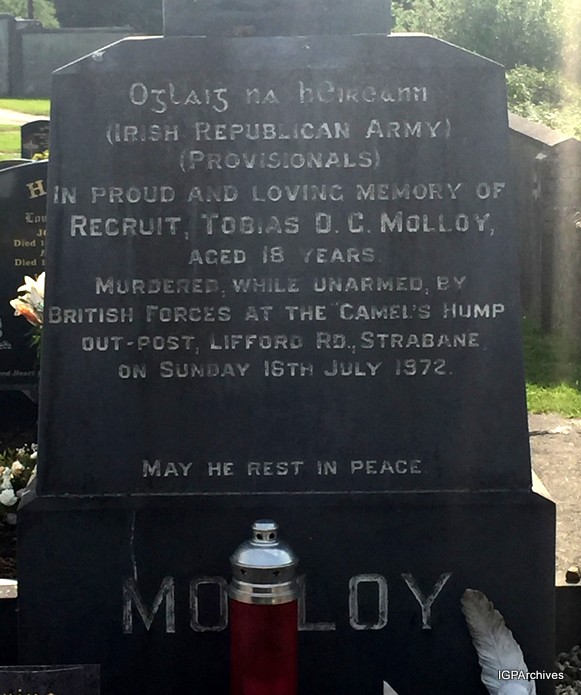 Oglaiġ na hEireann
(Irish Republican Army)
(Provisionals)
In proud and loving memory of
Recruit, Tobias D. G. Molloy,
aged 18 years.
Murdered, while unarmed, by
British Forces at the "Camel's Hump
out-post, Lifford Rd., Strabane
on Sunday 16th July 1972.
May he rest in peace.
Molloy
IGPArchives